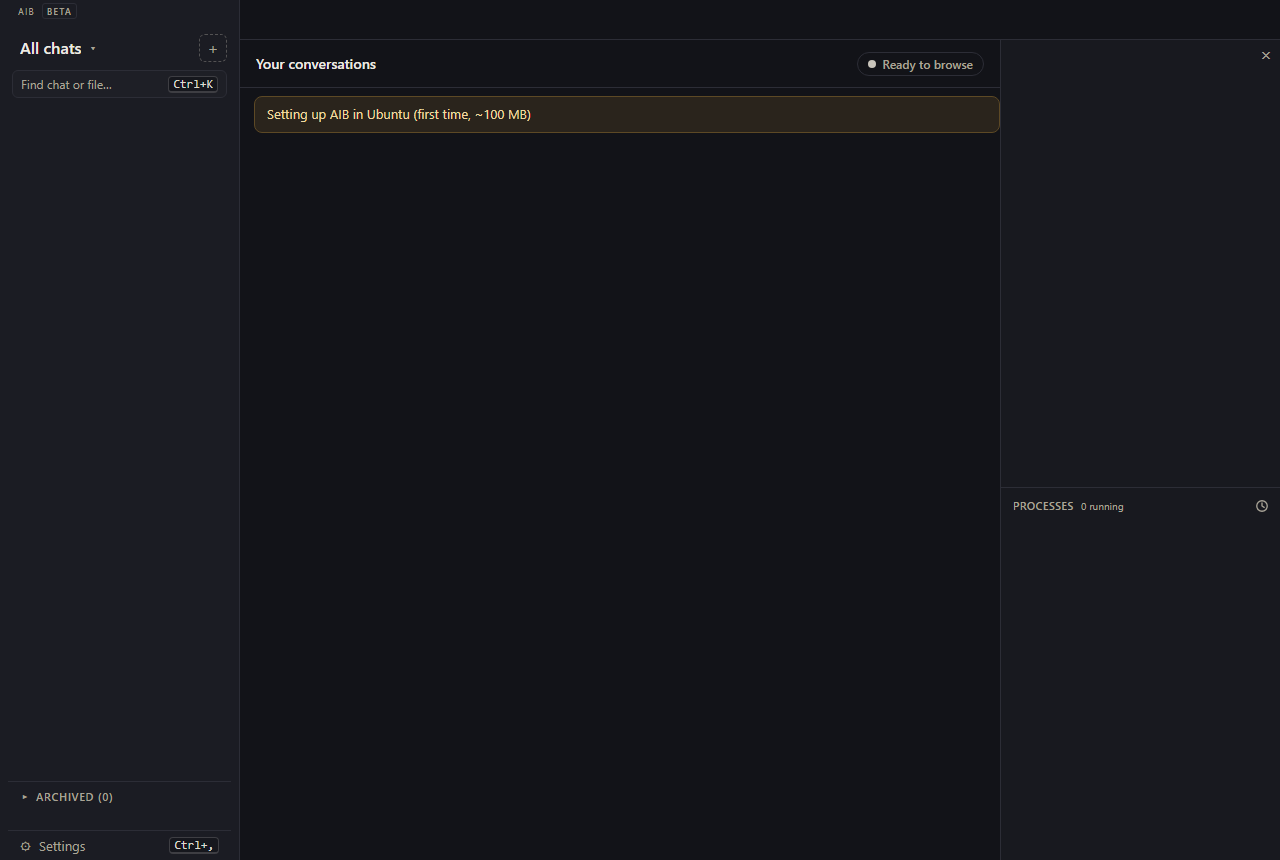 AIB BETA
All chats
+
Find chat or file... Ctrl+K
Your conversations
Ready to browse
Setting up AIB in Ubuntu (first time, ~100 MB)
PROCESSES 0 running
ARCHIVED (0)
Settings Ctrl+,